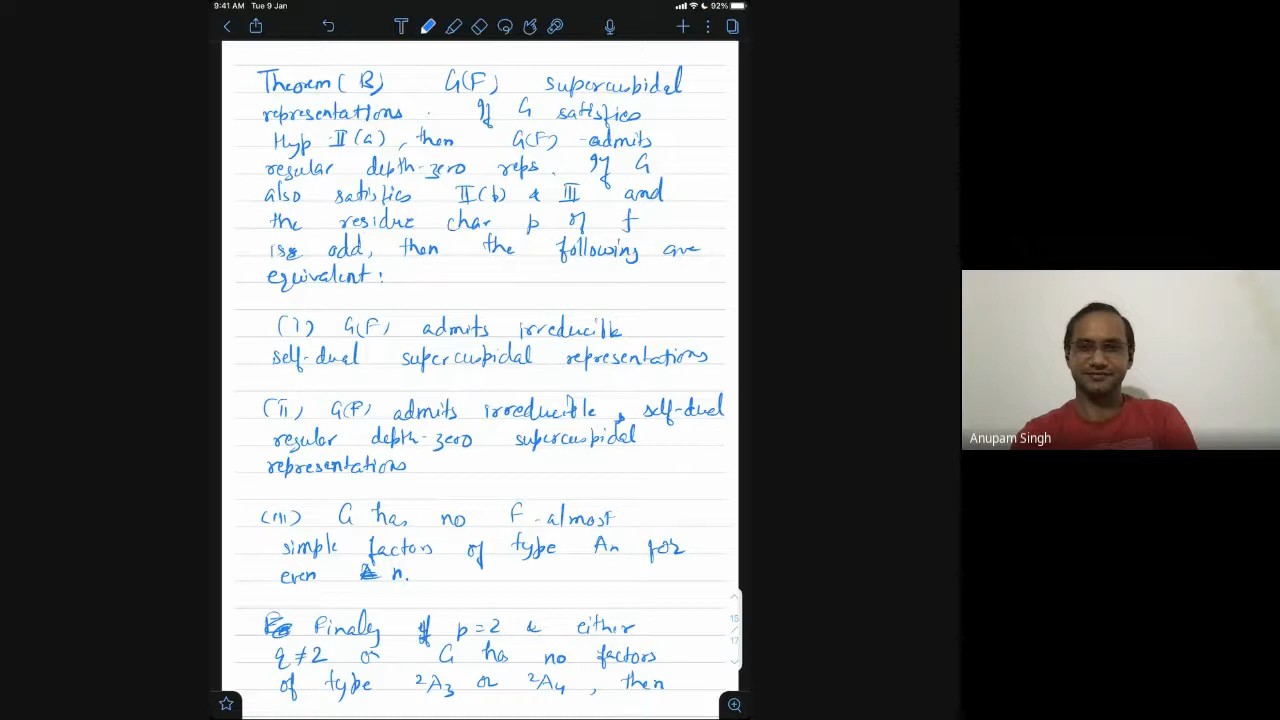 9:41 AM Tue 9 Jan
92%
Theorem (B) G(F) supercuspidal
representations. If G satisfies
Hyp II(a), then G(F) admits
regular depth-zero reps. If G
also satisfies II(b) & III and
the residue char p of f
is odd, then the following are
equivalent:
(i) G(F) admits irreducible
self-dual supercuspidal representations
(ii) G(F) admits irreducible, self-dual
regular depth-zero supercuspidal
representations
(iii) G has no F-almost
simple factors of type An for
even n.
Finally if p=2 & either
q≠2 or G has no factors
of type ²A₃ or ²A₄, then
15
17
Anupam Singh